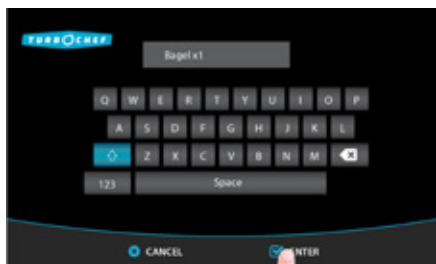 TURBOCHEF
Bagel x1
Q W E R T Y U I O P
A S D F G H J K L
Z X C V B N M
123 Space
CANCEL ENTER